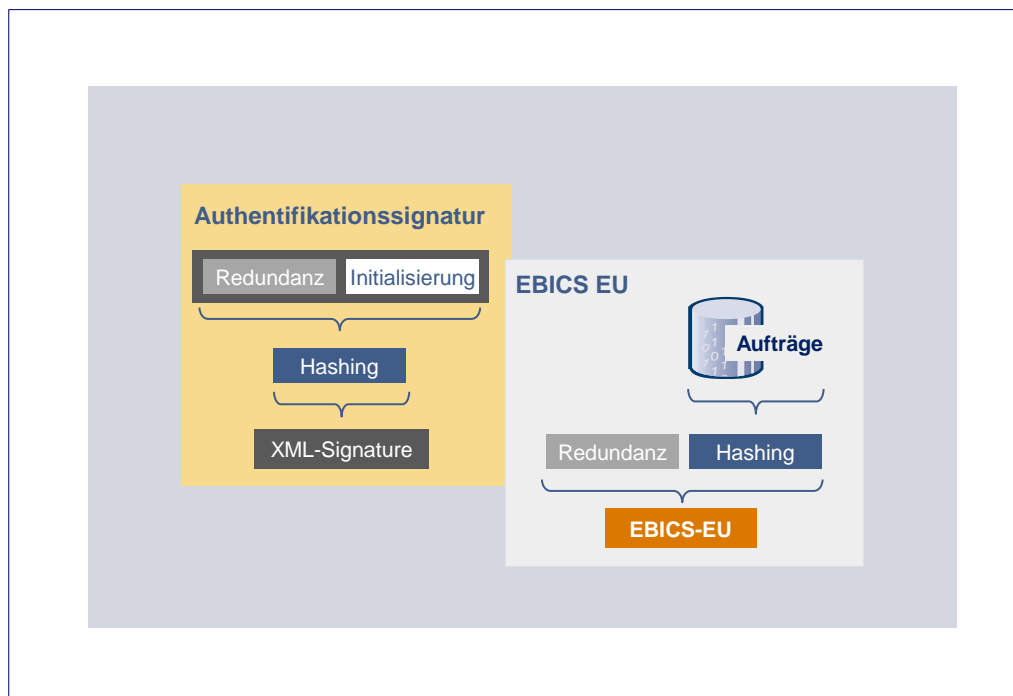 Authentifikationssignatur
Redundanz Initialisierung
Hashing
XML-Signature
EBICS EU
Aufträge
Redundanz Hashing
EBICS-EU